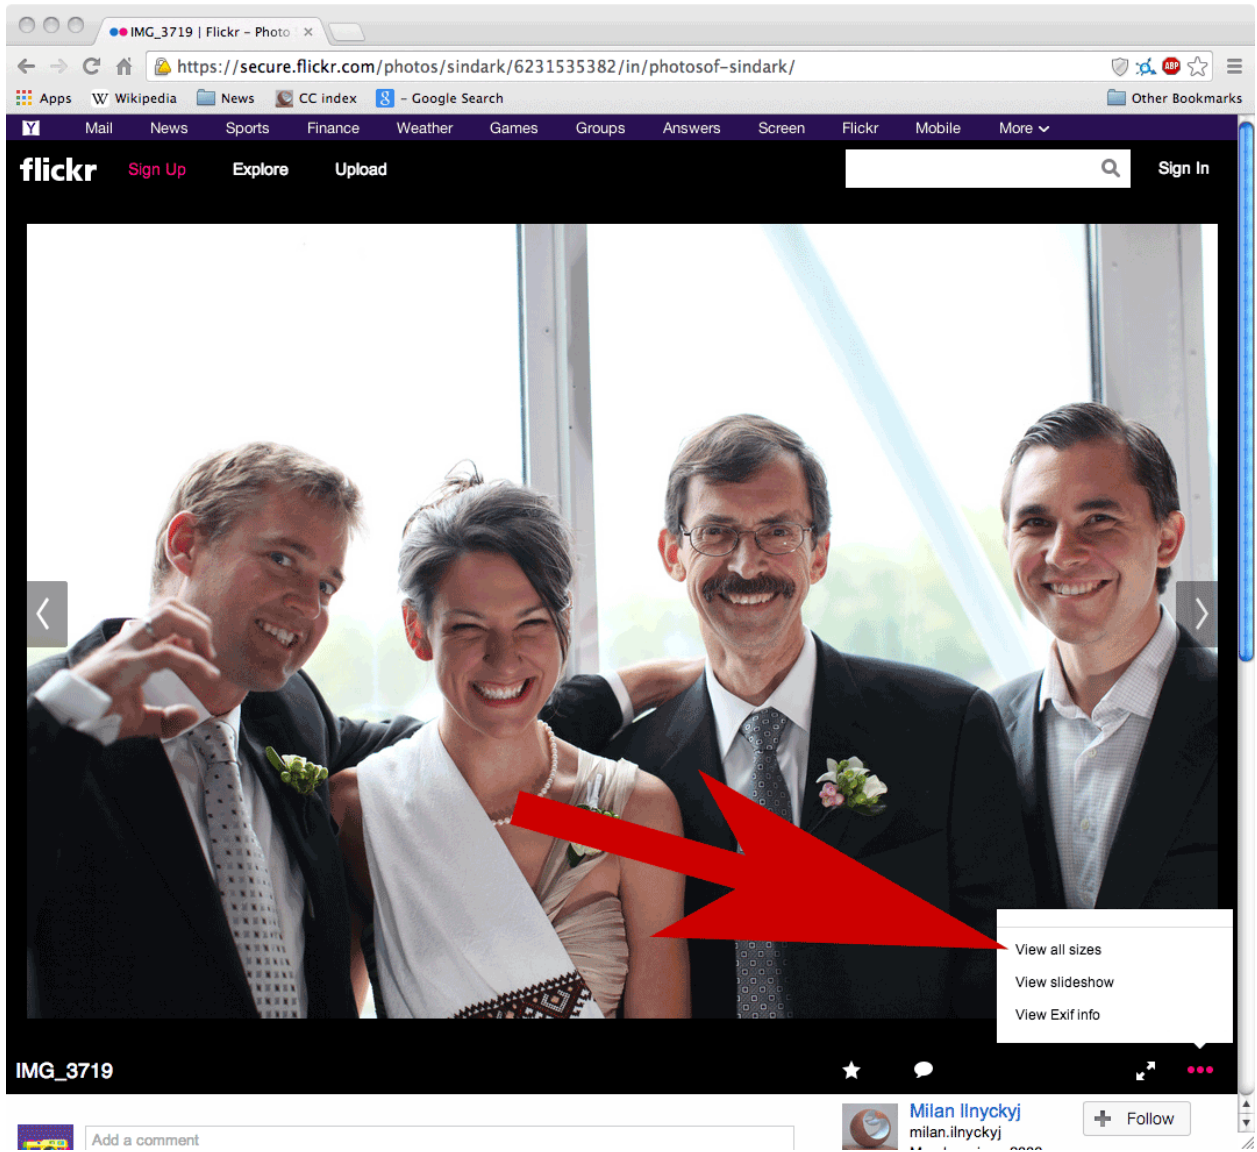 IMG_3719 | Flickr – Photo
https://secure.flickr.com/photos/sindark/6231535382/in/photosof-sindark/
ABP
Apps W Wikipedia News CC index 8 – Google Search Other Bookmarks
Y Mail News Sports Finance Weather Games Groups Answers Screen Flickr Mobile More
flickr Sign Up Explore Upload Sign In
View all sizes
View slideshow
View Exif info
IMG_3719
Milan Ilnyckyj
Follow
Add a comment
milan.ilnyckyj